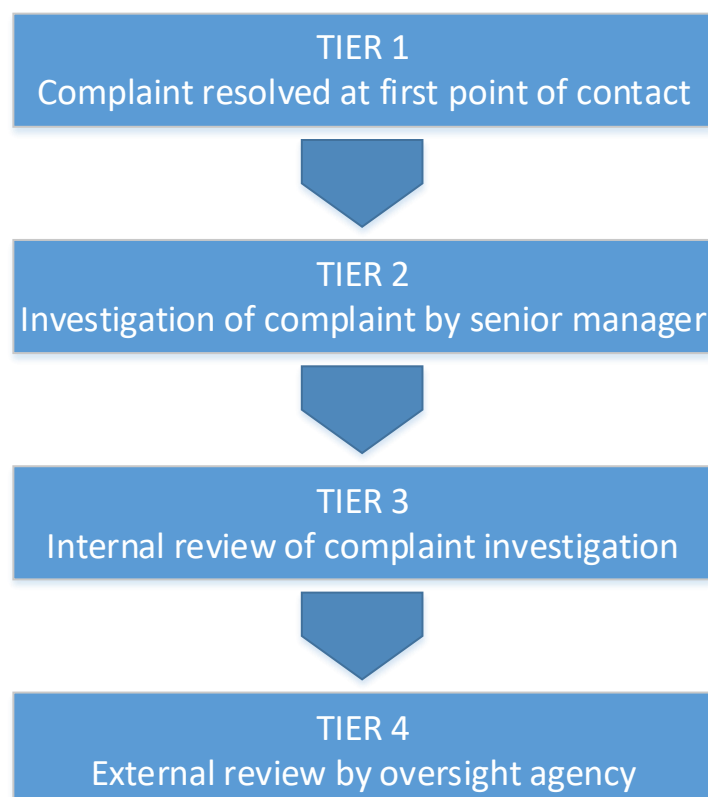 TIER 1
Complaint resolved at first point of contact
TIER 2
Investigation of complaint by senior manager
TIER 3
Internal review of complaint investigation
TIER 4
External review by oversight agency